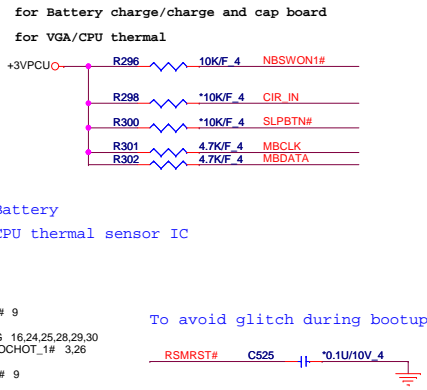 for Battery charge/charge and cap board
for VGA/CPU thermal
+3VPCU
R296 10K/F_4 NBSWON1#
R298 *10K/F_4 CIR_IN
R300 *10K/F_4 SLPBTN#
R301 4.7K/F_4 MBCLK
R302 4.7K/F_4 MBDATA
Battery
CPU thermal sensor IC
# 9
16,24,25,28,29,30
OCHOT_1# 3,26
# 9
To avoid glitch during bootup
RSMRST# C525 *0.1U/10V_4